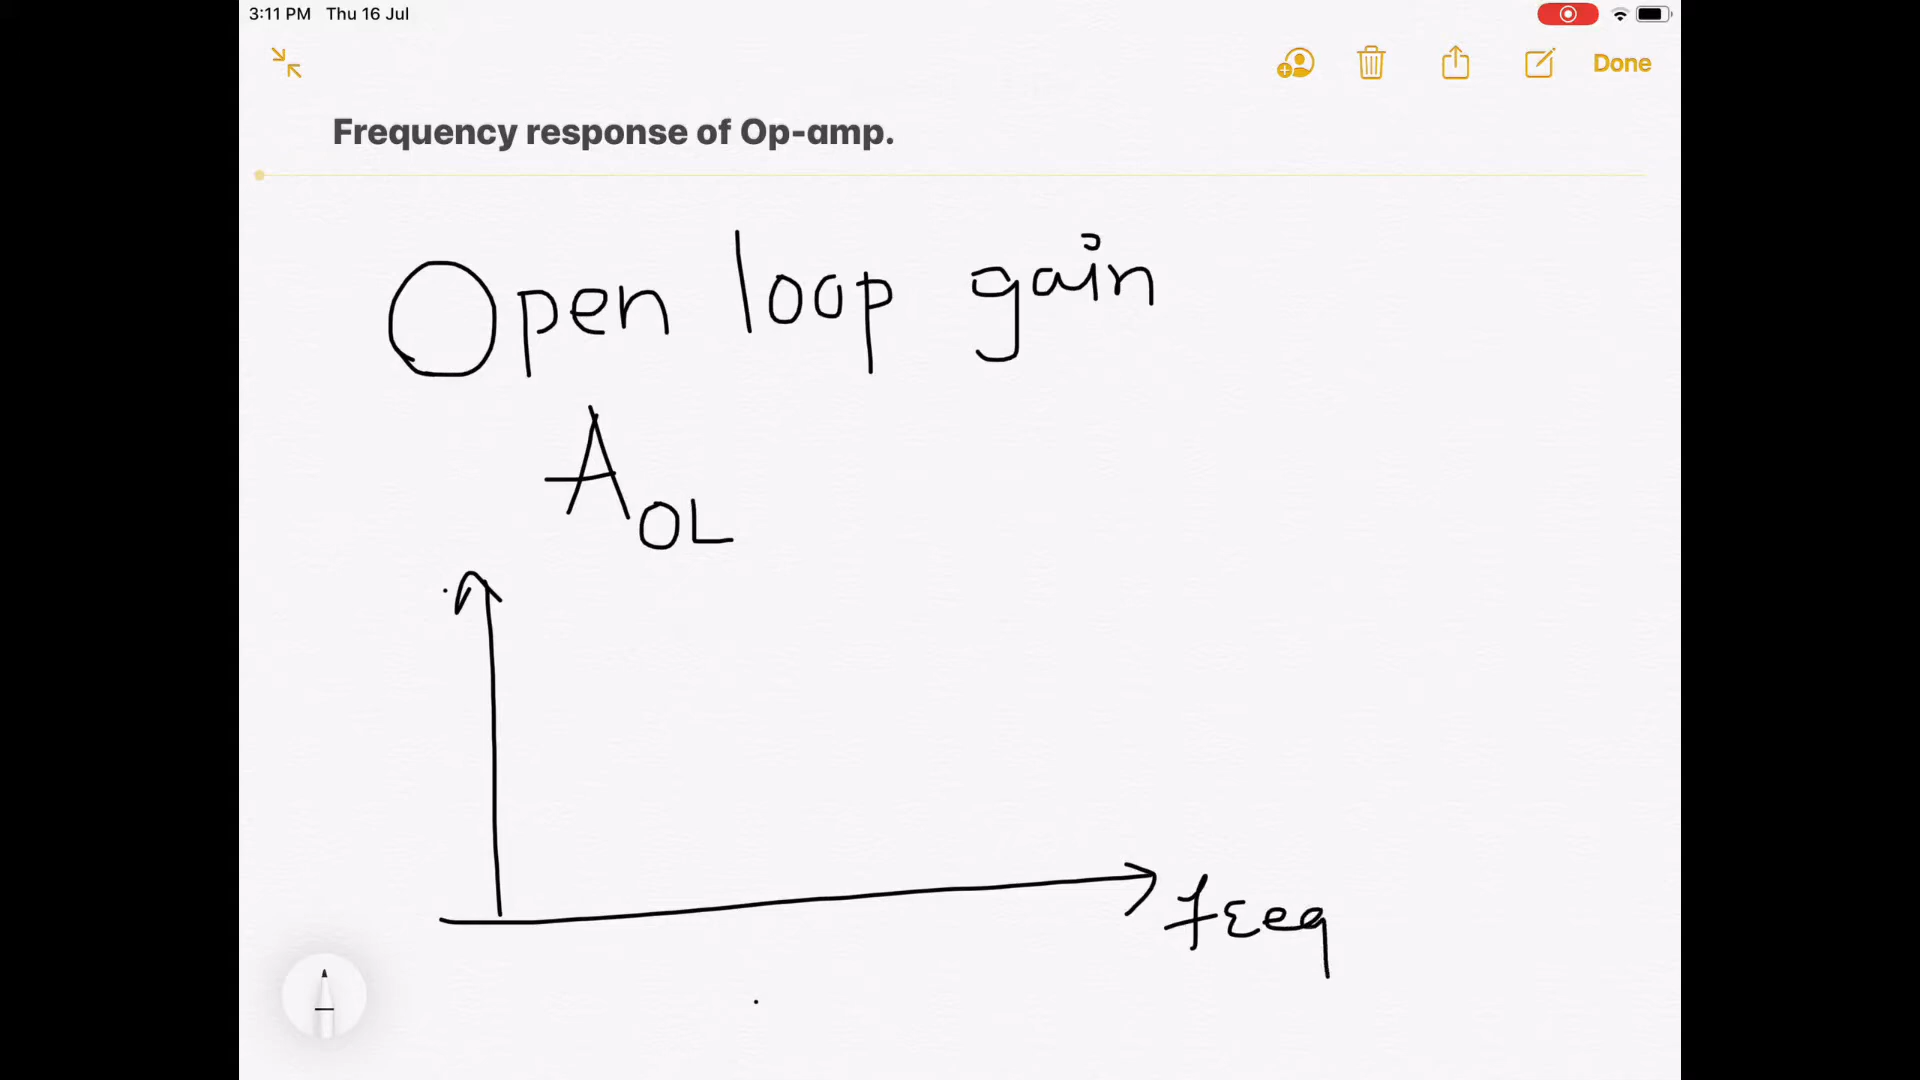 3:11 PM Thu 16 Jul
Done
Frequency response of Op-amp.
Open loop gain
AOL
freq